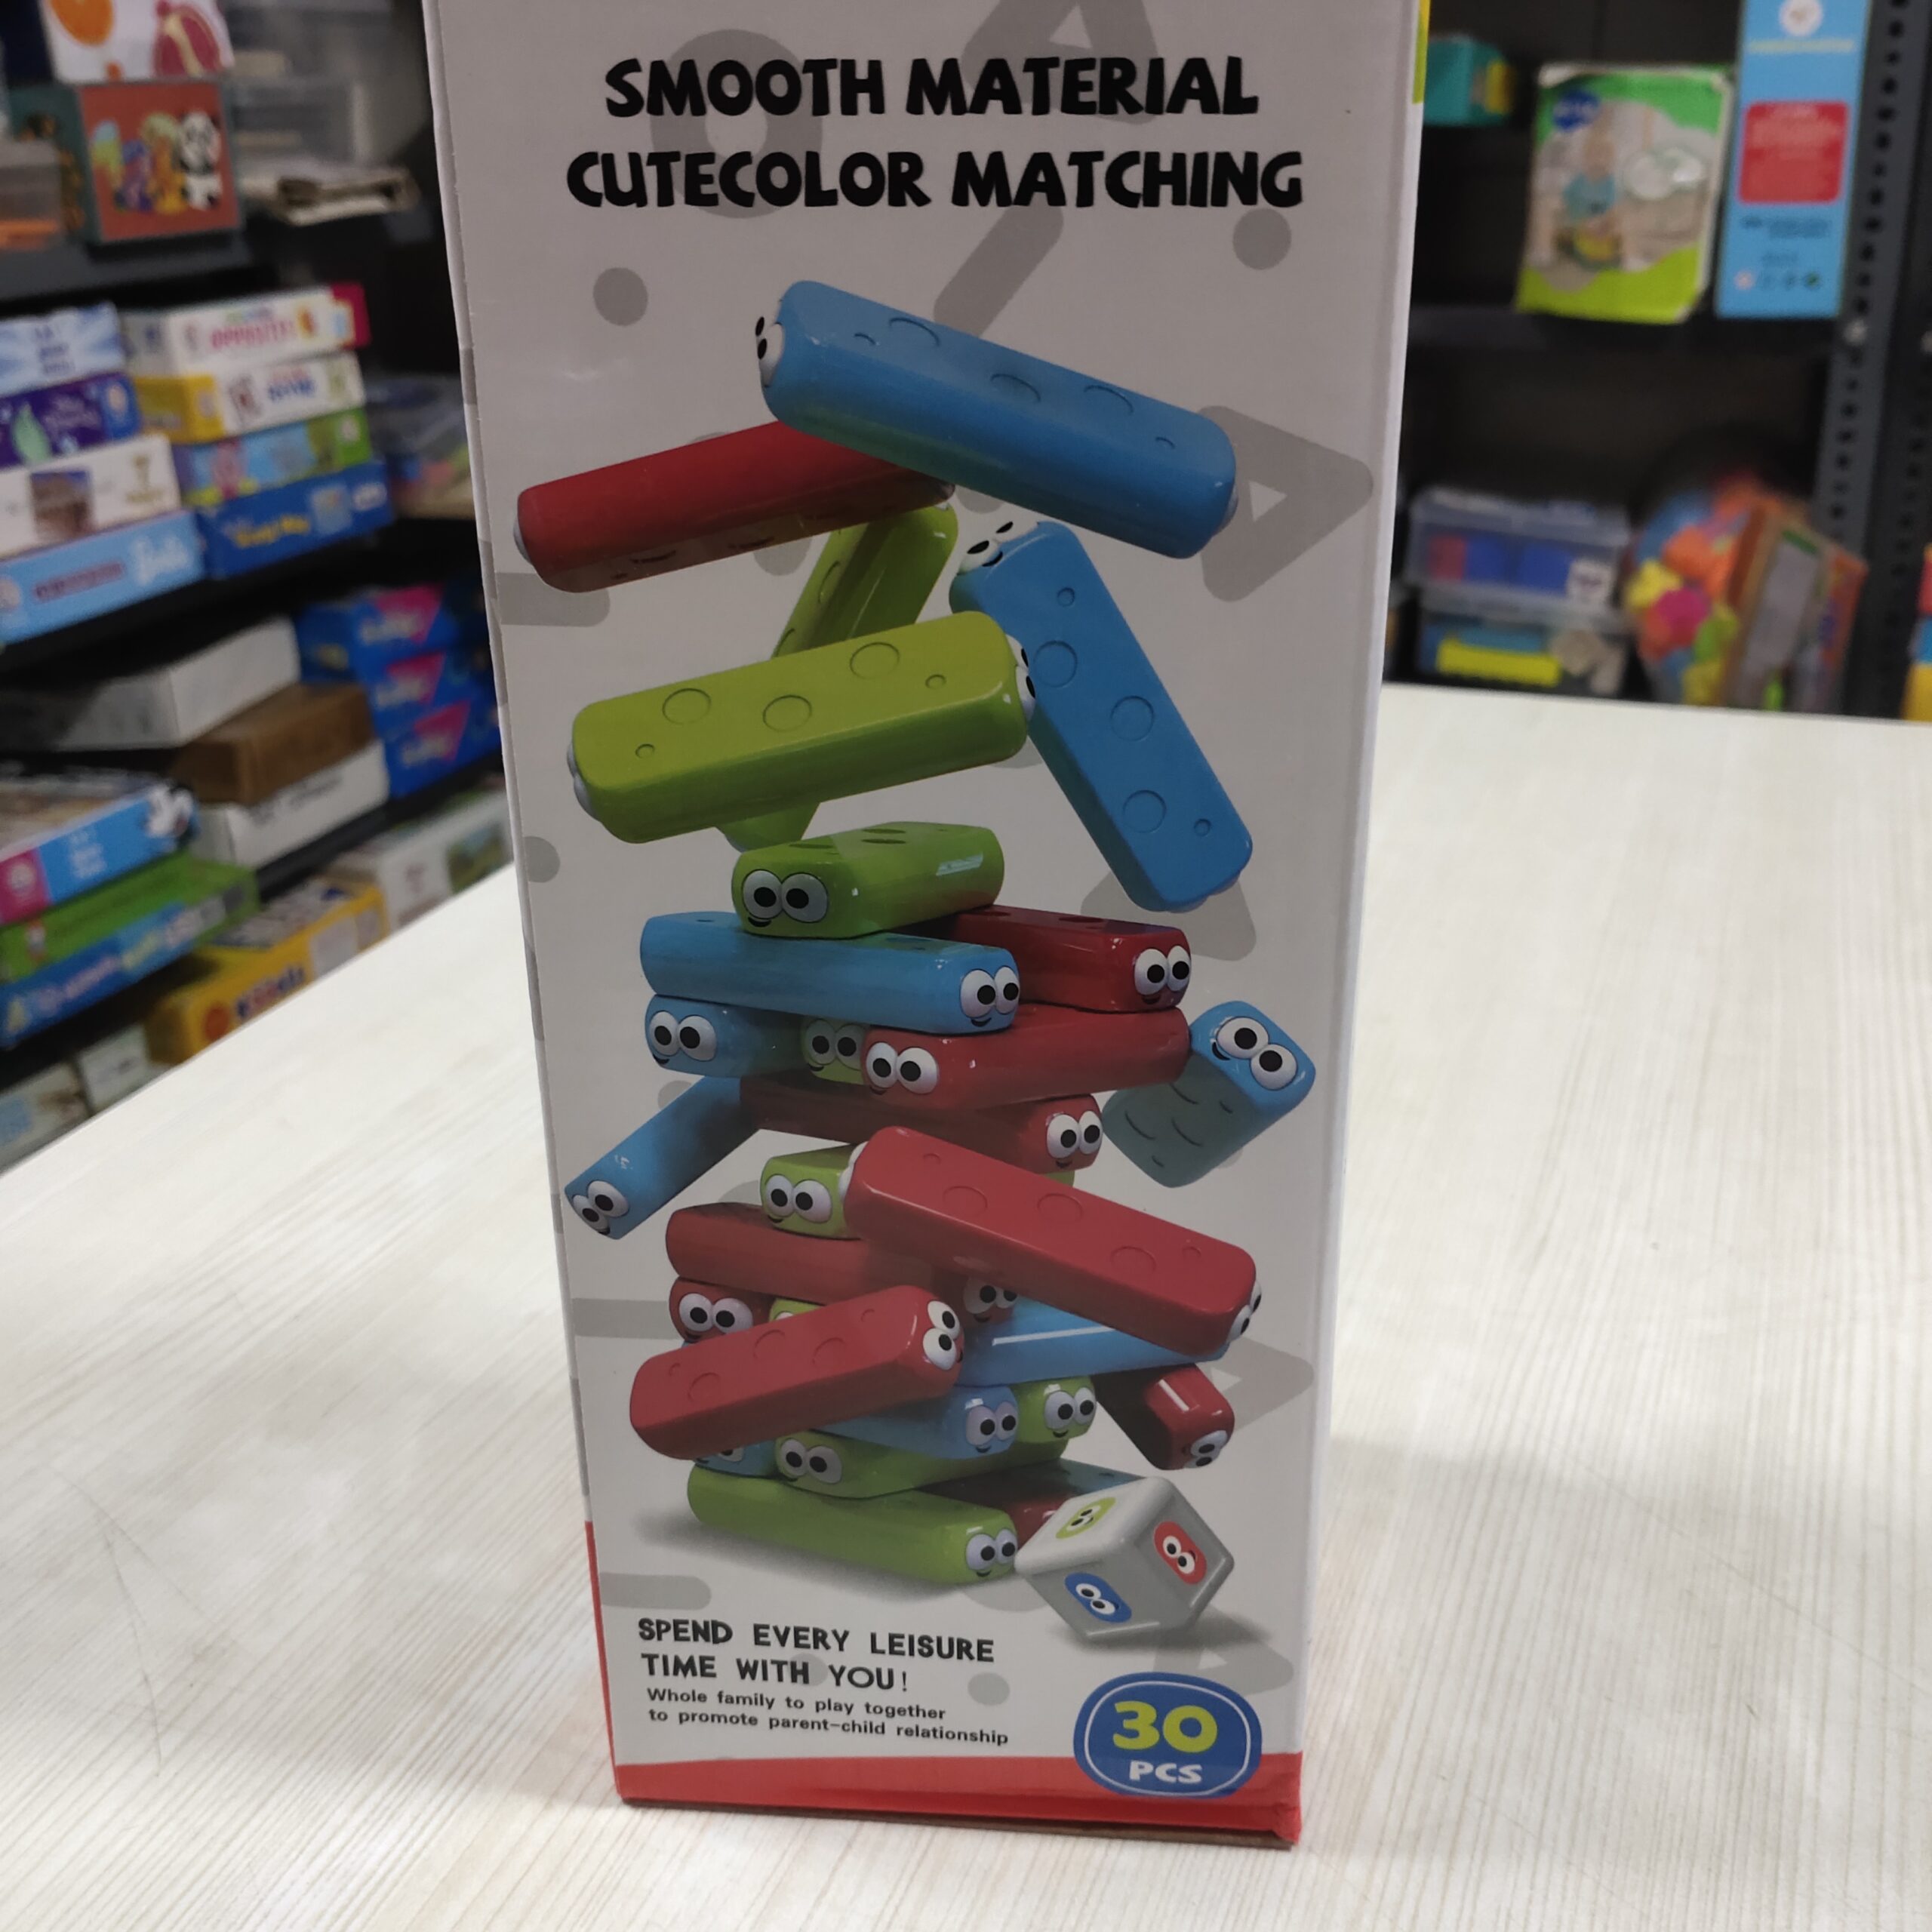 SMOOTH MATERIAL
CUTECOLOR MATCHING
OPPOSITE!
SPEND EVERY LEISURE
TIME WITH YOU!
Whole family to play together
to promote parent-child relationship
30
PCS